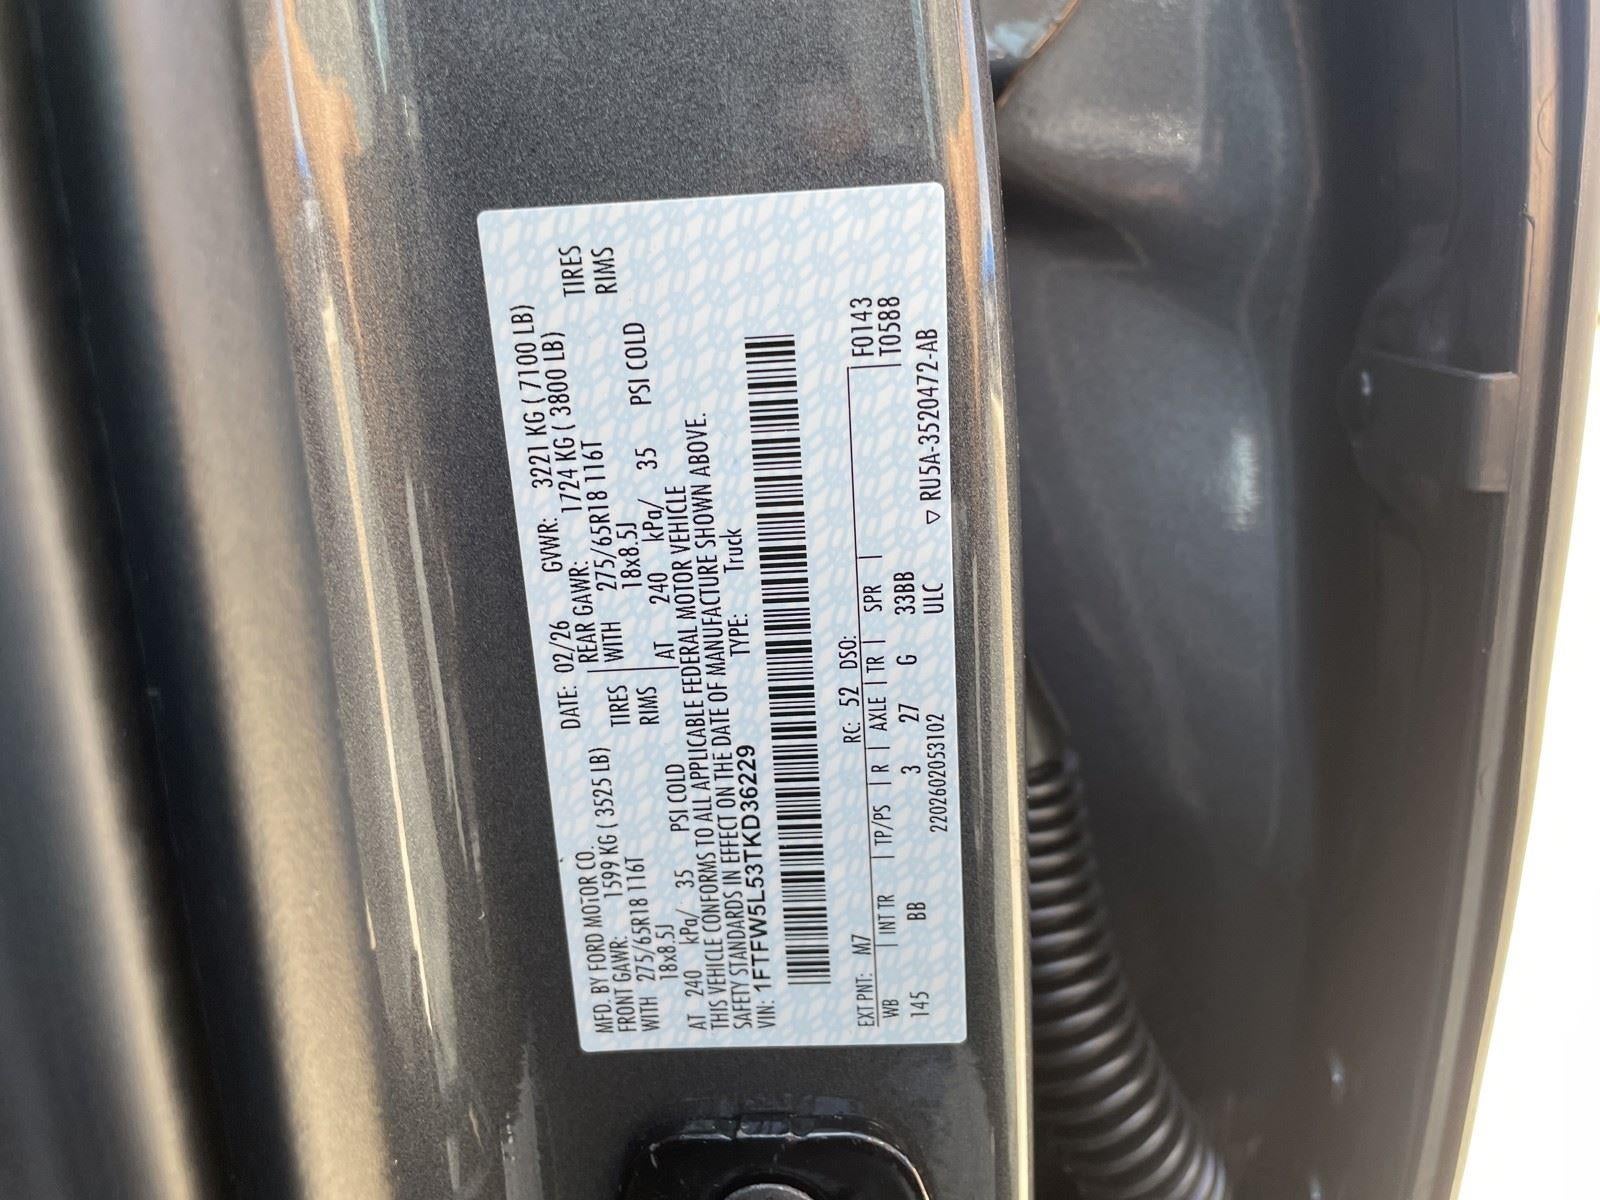 MFD. BY FORD MOTOR CO.
DATE: 02/26 GVWR: 3221 KG ( 7100 LB)
FRONT GAWR: 1599 KG ( 3525 LB) REAR GAWR: 1724 KG ( 3800 LB)
WITH 275/65R18 116T TIRES WITH 275/65R18 116T TIRES
18x8.5J RIMS 18x8.5J RIMS
AT 240 kPa/ 35 PSI COLD AT 240 kPa/ 35 PSI COLD
THIS VEHICLE CONFORMS TO ALL APPLICABLE FEDERAL MOTOR VEHICLE
SAFETY STANDARDS IN EFFECT ON THE DATE OF MANUFACTURE SHOWN ABOVE.
VIN: 1FTFW5L53TKD36229 TYPE: Truck
EXT PNT: M7 RC: 52 DSO: F0143
WB INT TR TP/PS R AXLE TR SPR T0588
145 BB 3 27 G 33BB
2202602053102 ULC ▽ RU5A-3520472-AB